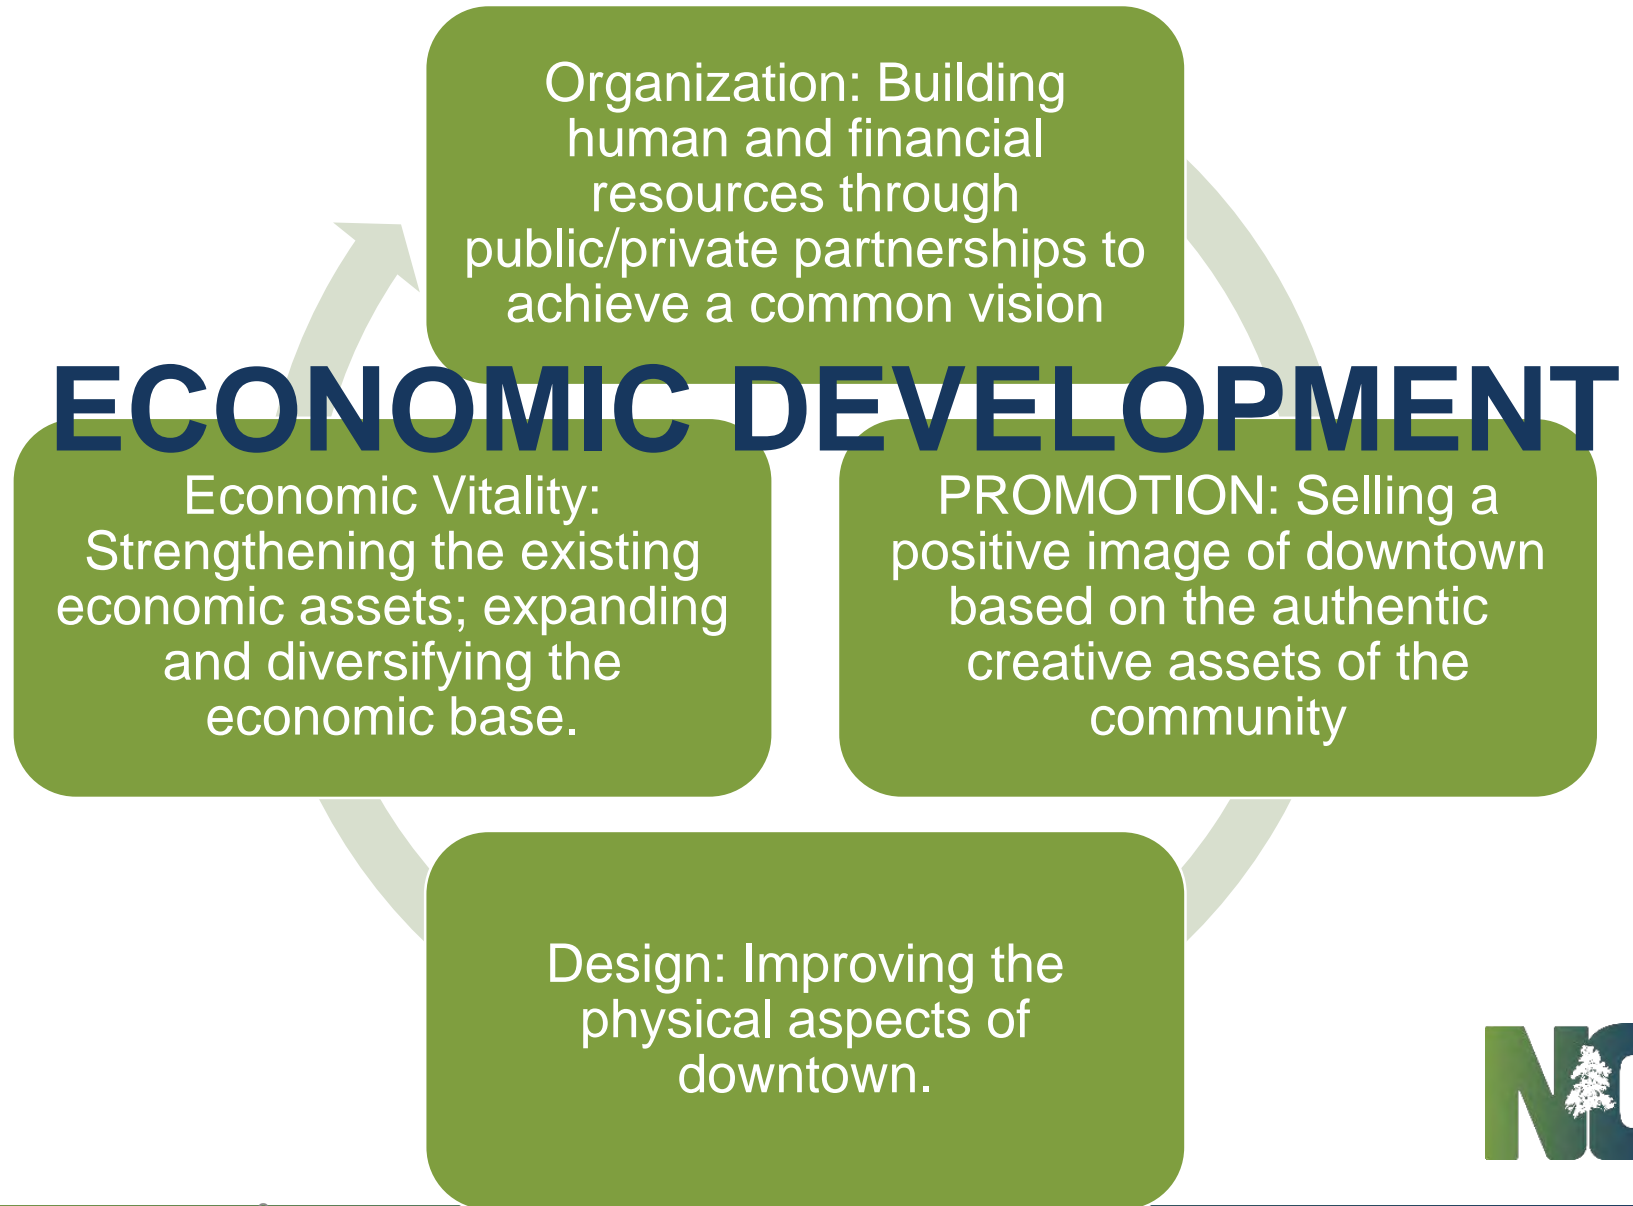 Organization: Building
human and financial
resources through
public/private partnerships to
achieve a common vision
ECONOMIC DEVELOPMENT
Economic Vitality:
Strengthening the existing
economic assets; expanding
and diversifying the
economic base.
PROMOTION: Selling a
positive image of downtown
based on the authentic
creative assets of the
community
Design: Improving the
physical aspects of
downtown.
NC